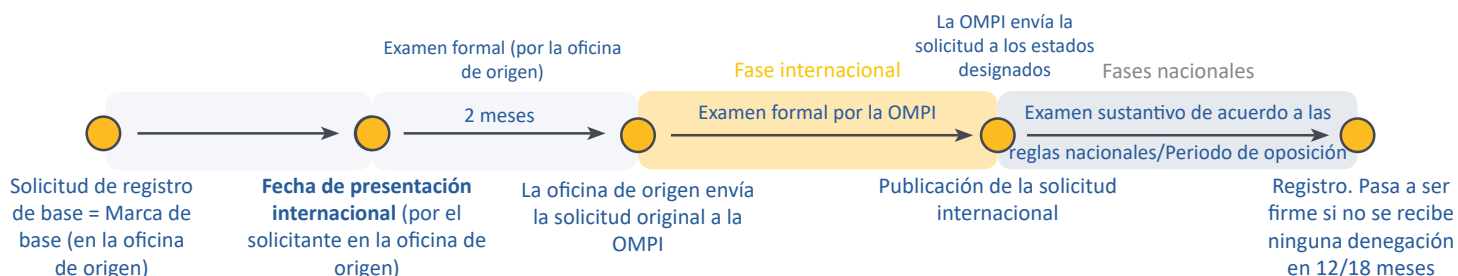 Examen formal (por la oficina
de origen)
La OMPI envía la
solicitud a los estados
designados
Fase internacional
Fases nacionales
2 meses
Examen formal por la OMPI
Examen sustantivo de acuerdo a las
reglas nacionales/Periodo de oposición
Solicitud de registro
de base = Marca de
base (en la oficina
de origen)
Fecha de presentación
internacional (por el
solicitante en la oficina de
origen)
La oficina de origen envía
la solicitud original a la
OMPI
Publicación de la solicitud
internacional
Registro. Pasa a ser
firme si no se recibe
ninguna denegación
en 12/18 meses